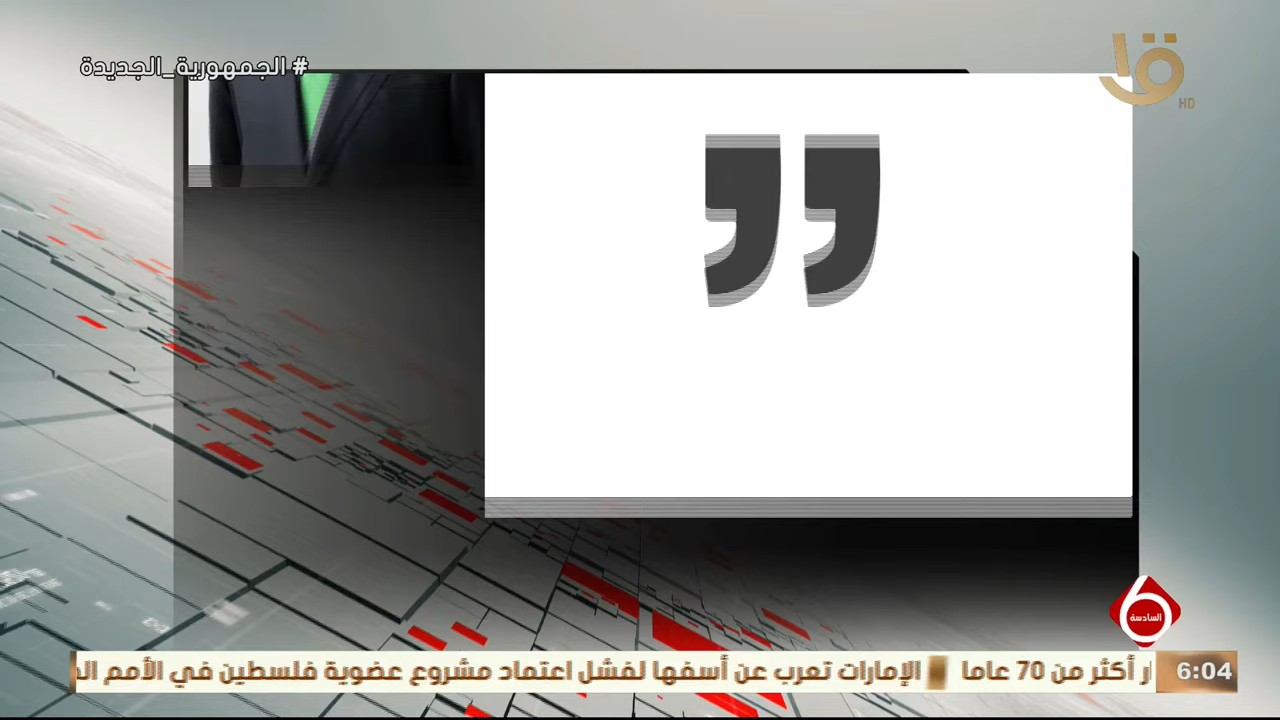 # الجمهورية_الجديدة
HD
”
6
السادسة
أكثر من 70 عاما الإمارات تعرب عن أسفها لفشل اعتماد مشروع عضوية فلسطين في الأمم
6:04